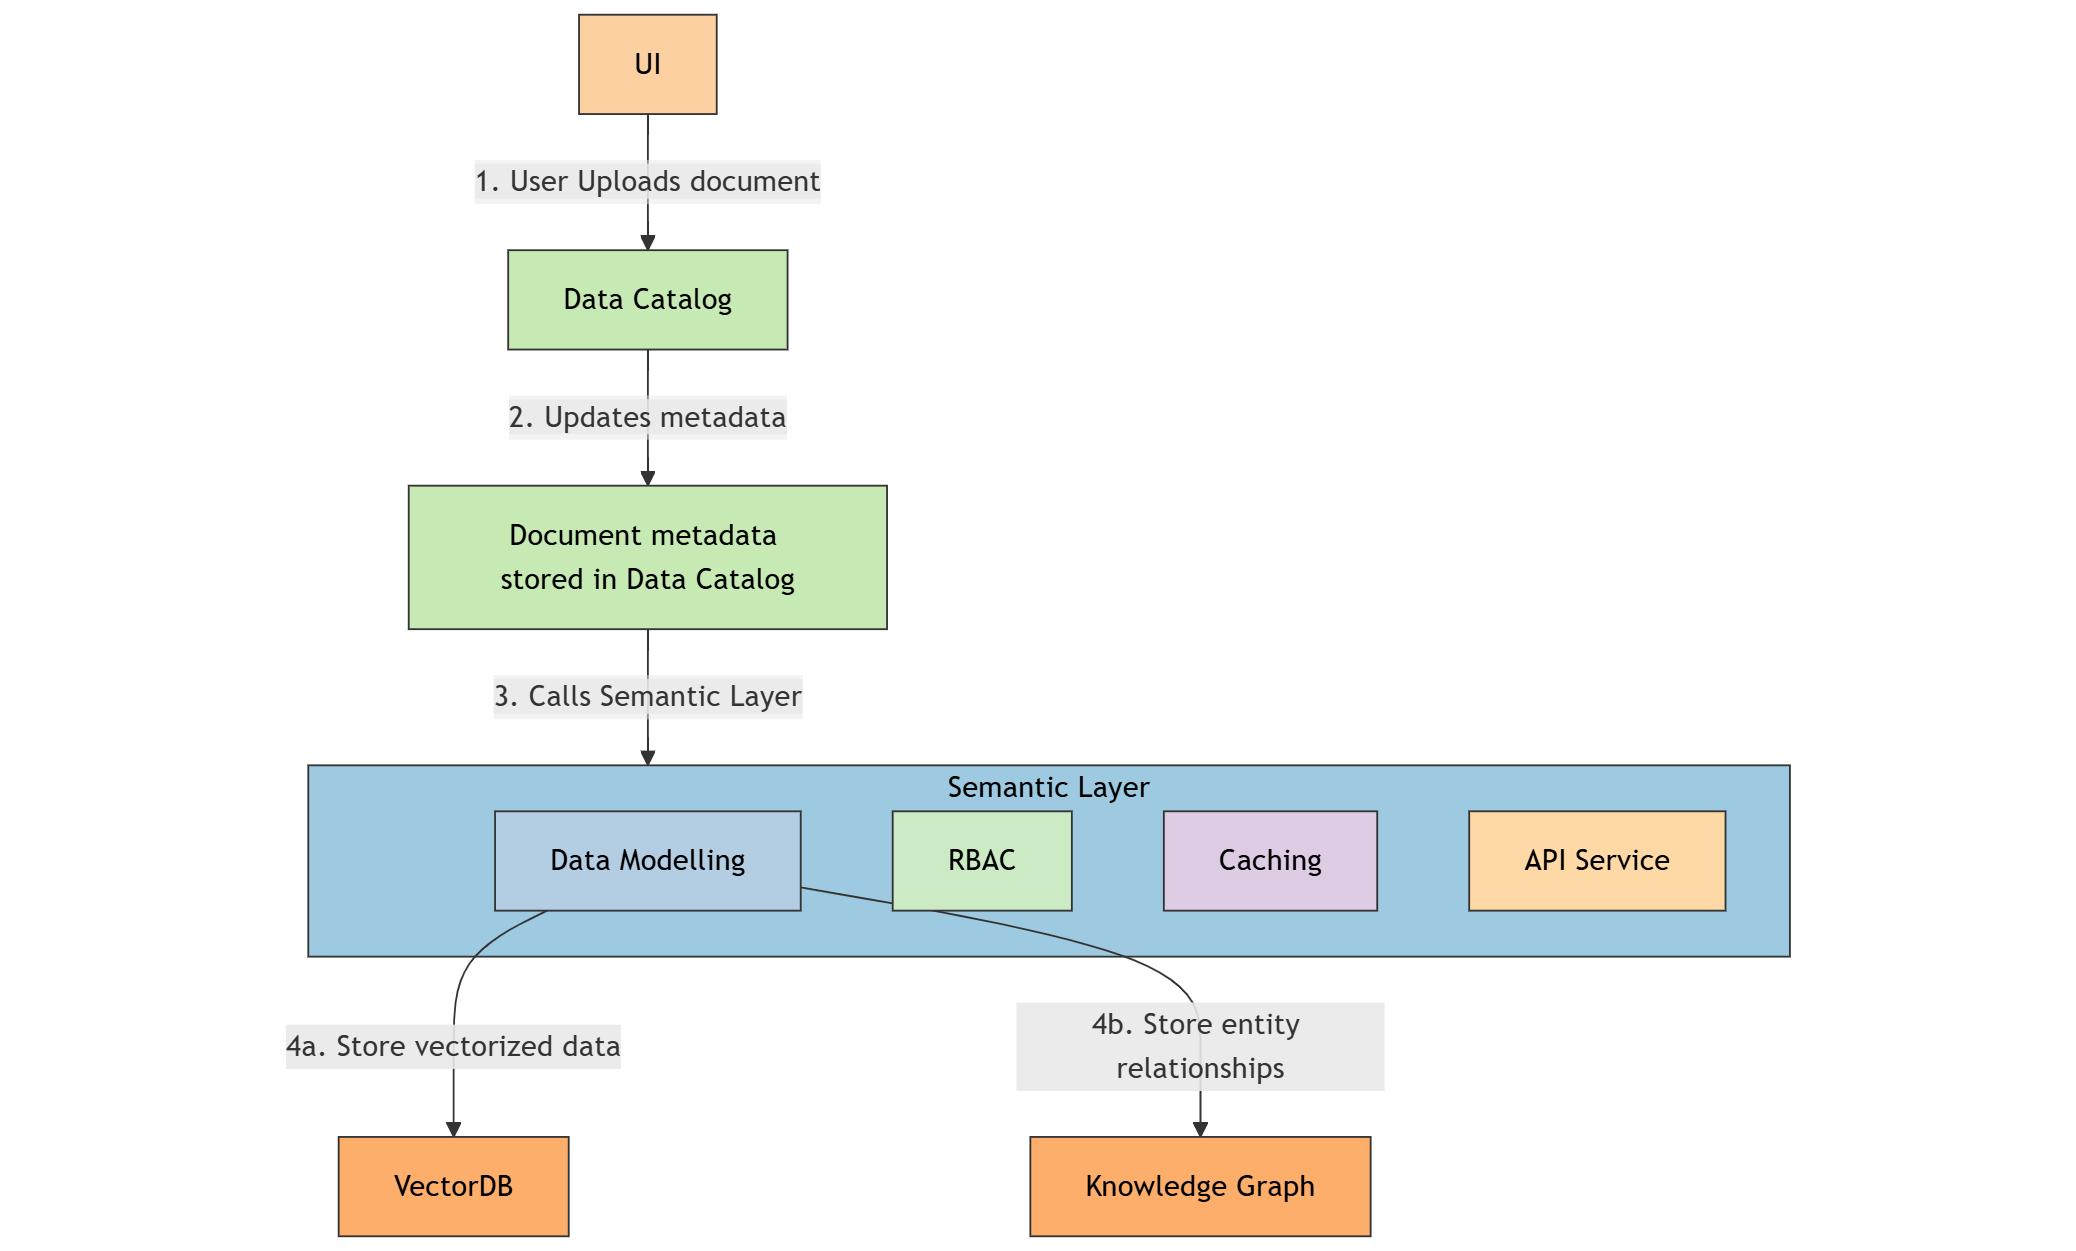 UI
1. User Uploads document
Data Catalog
2. Updates metadata
Document metadata
stored in Data Catalog
3. Calls Semantic Layer
Semantic Layer
Data Modelling
RBAC
Caching
API Service
4a. Store vectorized data
4b. Store entity
relationships
VectorDB
Knowledge Graph